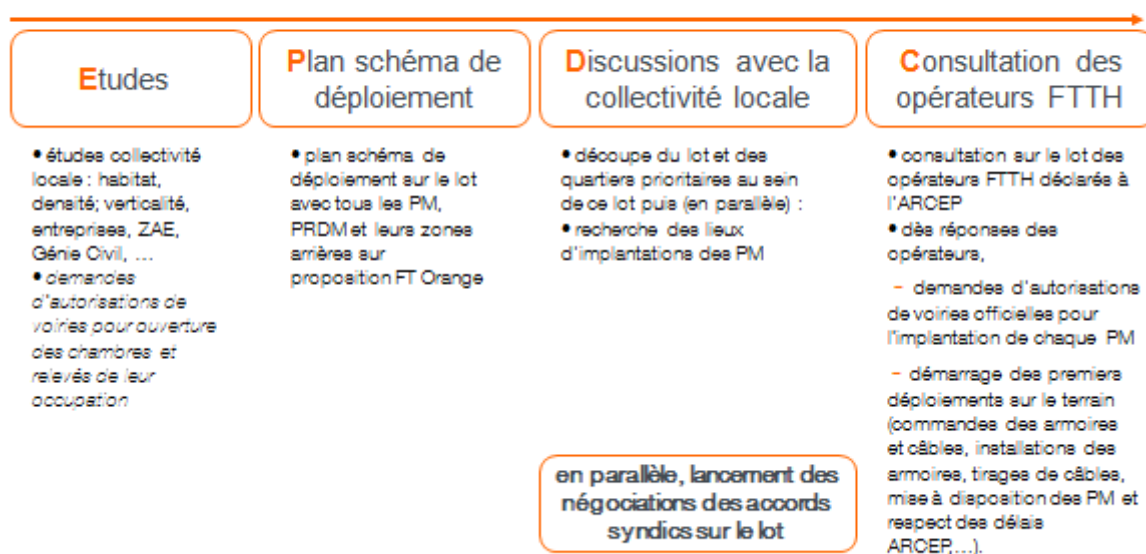 Etudes
Plan schéma de
déploiement
Discussions avec la
collectivité locale
Consultation des
opérateurs FTTH
• études collectivité
locale : habitat,
densité; verticalité,
entreprises, ZAE,
Génie Civil, ...
• demandes
d'autorisations de
voiries pour ouverture
des chambres et
relevés de leur
occupation
• plan schéma de
déploiement sur le lot
avec tous les PM,
PRDM et leurs zones
arrières sur
proposition FT Orange
• découpe du lot et des
quartiers prioritaires au sein
de ce lot puis (en parallèle) :
• recherche des lieux
d'implantations des PM
en parallèle, lancement des
négociations des accords
syndics sur le lot
• consultation sur le lot des
opérateurs FTTH déclarés à
l'ARCEP
• dès réponses des
opérateurs,
– demandes d'autorisations
de voiries officielles pour
l'implantation de chaque PM
– démarrage des premiers
déploiements sur le terrain
(commandes des armoires
et câbles, installations des
armoires, tirages de câbles,
mise à disposition des PM et
respect des délais
ARCEP,...).